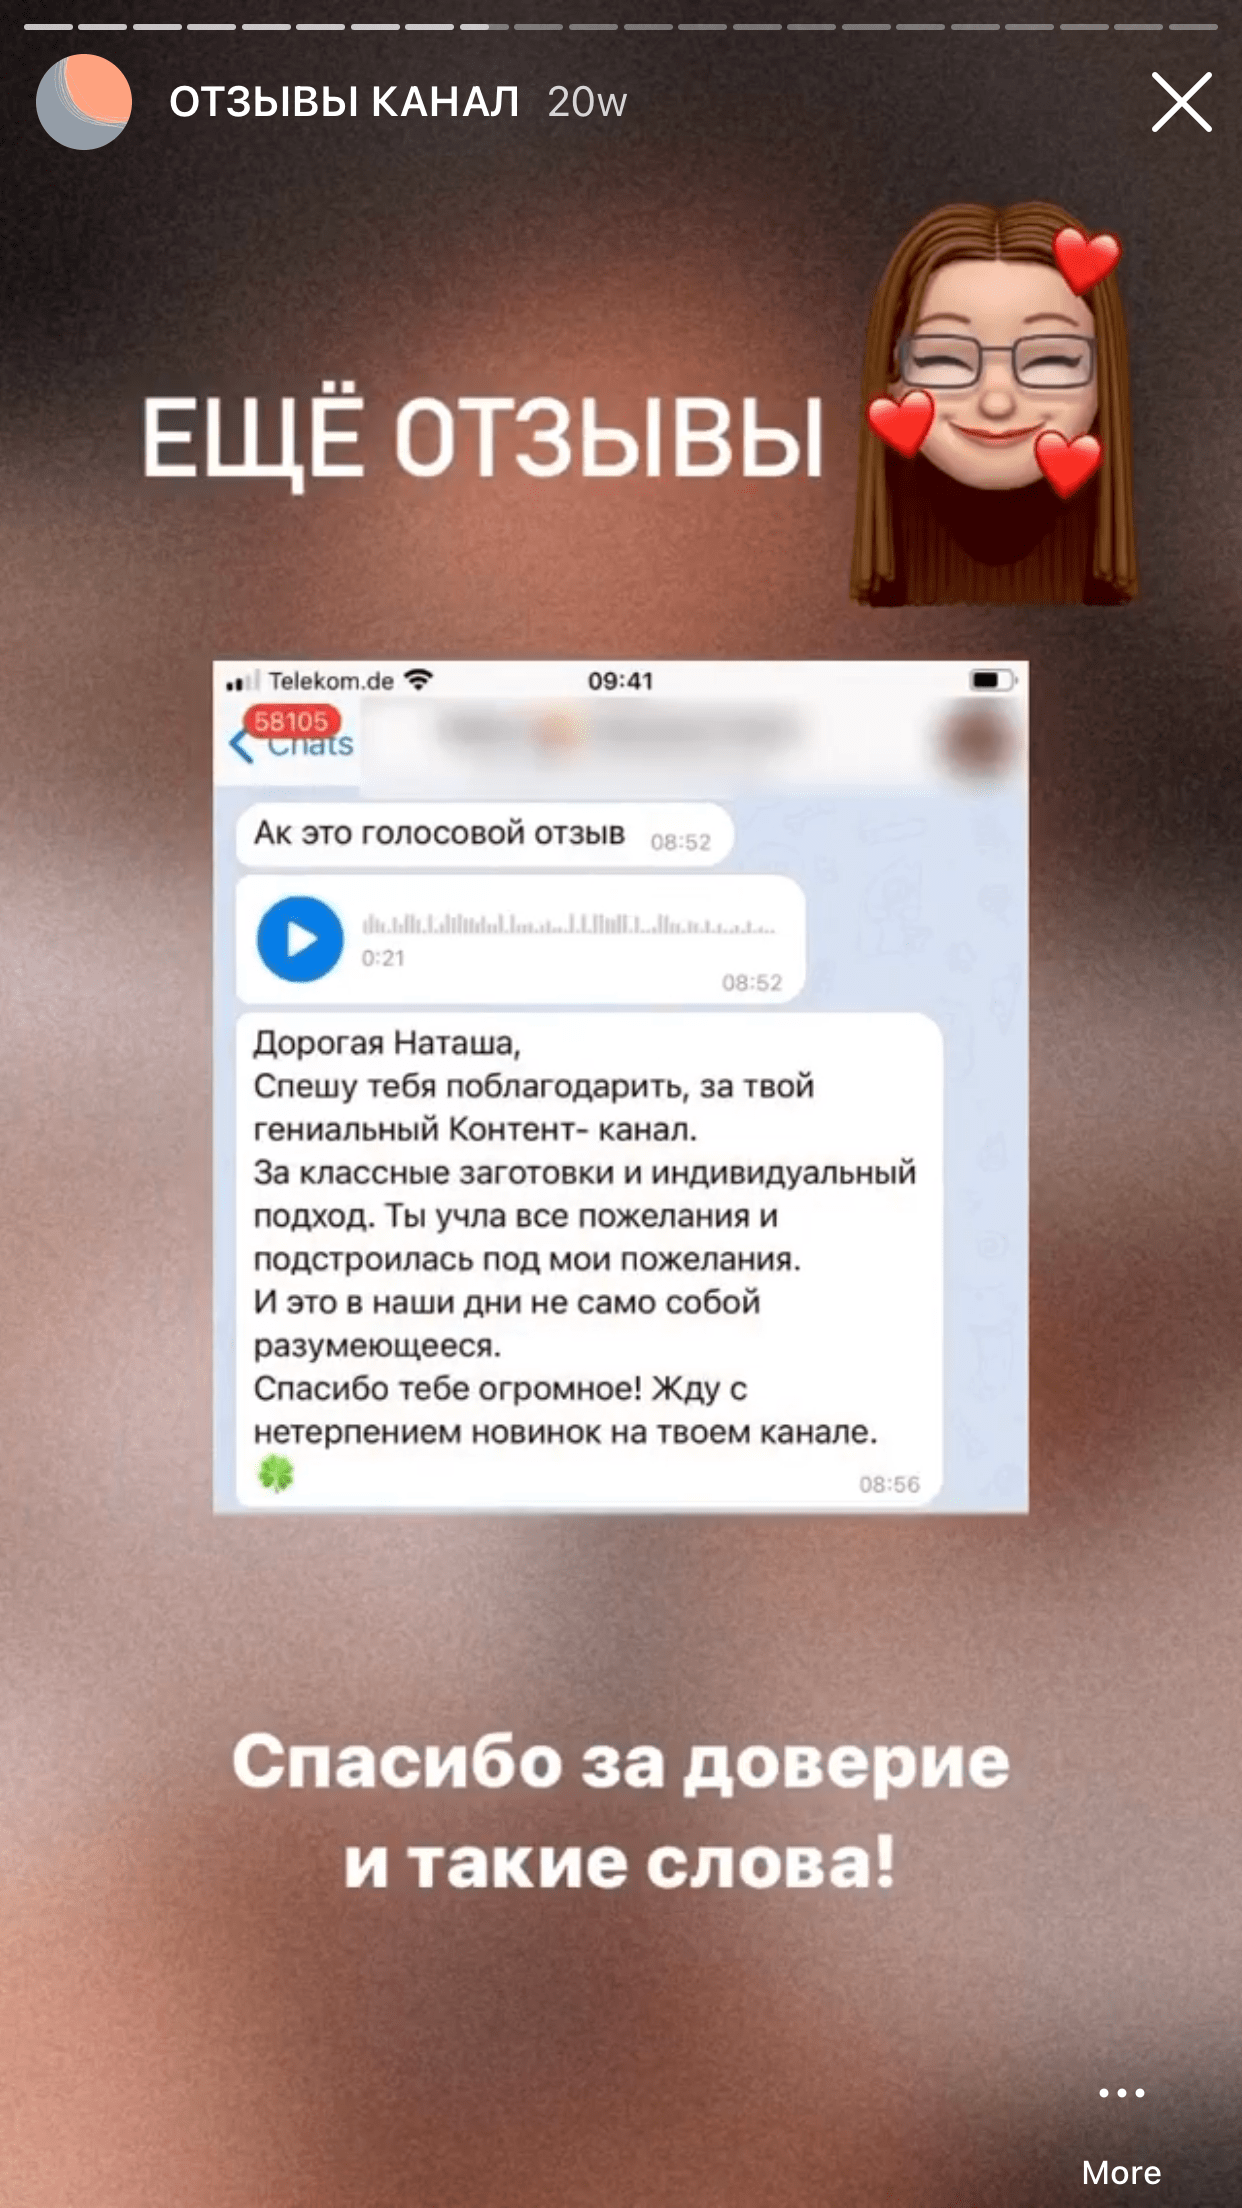 ОТЗЫВЫ КАНАЛ 20w
ЕЩЁ ОТЗЫВЫ
Telekom.de 09:41
58105
Chats
Ак это голосовой отзыв 08:52
0:21
08:52
Дорогая Наташа,
Спешу тебя поблагодарить, за твой
гениальный Контент- канал.
За классные заготовки и индивидуальный
подход. Ты учла все пожелания и
подстроилась под мои пожелания.
И это в наши дни не само собой
разумеющееся.
Спасибо тебе огромное! Жду с
нетерпением новинок на твоем канале.
🍀 08:56
Спасибо за доверие
и такие слова!
More